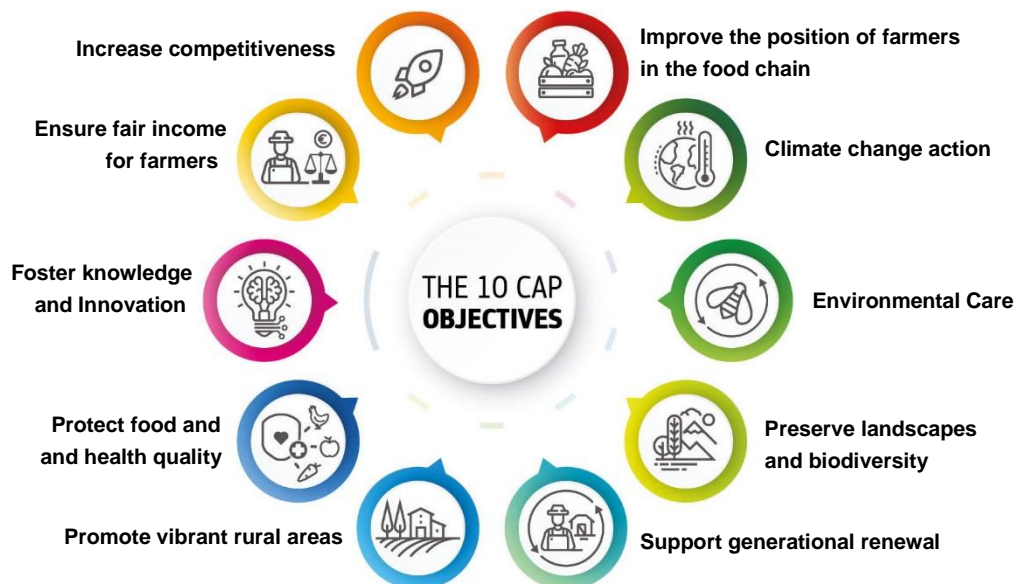 Increase competitiveness
Improve the position of farmers
in the food chain
Ensure fair income
for farmers
€
Climate change action
Foster knowledge
and Innovation
THE 10 CAP
OBJECTIVES
Environmental Care
Protect food and
and health quality
Preserve landscapes
and biodiversity
Promote vibrant rural areas
Support generational renewal